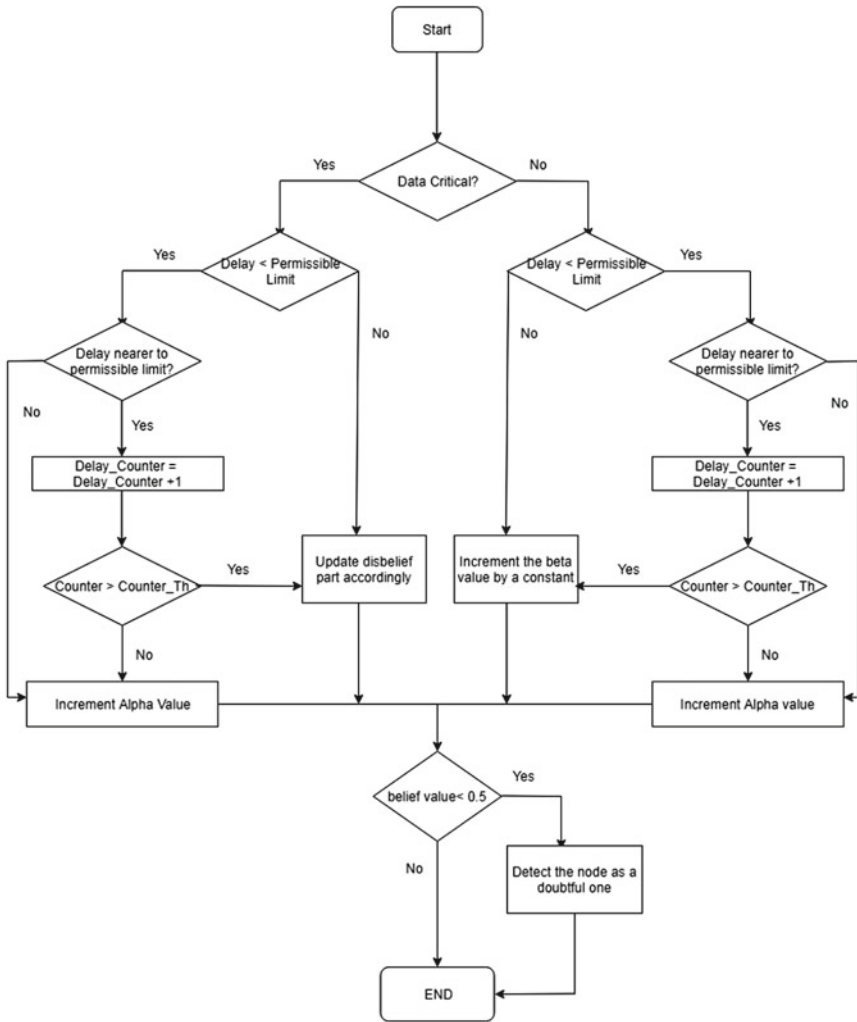 Start
Yes
No
Data Critical?
Yes
Delay < Permissible
Limit
Delay < Permissible
Limit
Yes
No
No
Delay nearer to
permissible limit?
Delay nearer to
permissible limit?
No
Yes
Yes
No
Delay_Counter =
Delay_Counter +1
Delay_Counter =
Delay_Counter +1
Update disbelief
part accordingly
Increment the beta
value by a constant
Counter > Counter_Th
Yes
Yes
Counter > Counter_Th
No
No
Increment Alpha Value
Increment Alpha value
belief value< 0.5
Yes
No
Detect the node as a
doubtful one
END